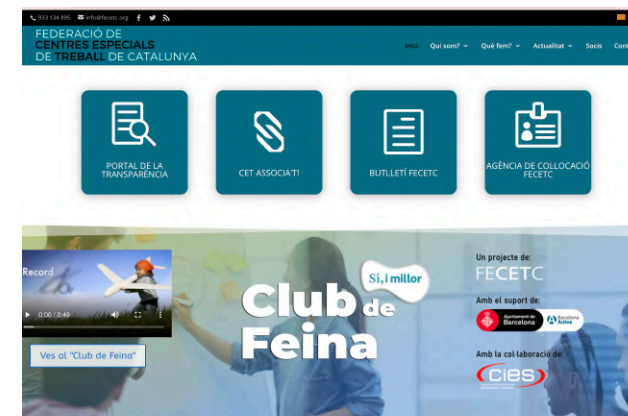 933 134 895 info@fecetc.org
FEDERACIÓ DE
CENTRES ESPECIALS
DE TREBALL DE CATALUNYA
Inici Qui som? Què fem? Actualitat Socis Cont
PORTAL DE LA
TRANSPARÈNCIA
CET ASSOCIA'T!
BUTLLETÍ FECETC
AGÈNCIA DE COL·LOCACIÓ
FECETC
Record
0:00 / 0:49
Ves al "Club de Feina"
Sí, i millor
Club de
Feina
Un projecte de:
FECETC
Amb el suport de:
Ajuntament de
Barcelona
Barcelona
Activa
Amb la col·laboració de:
cies